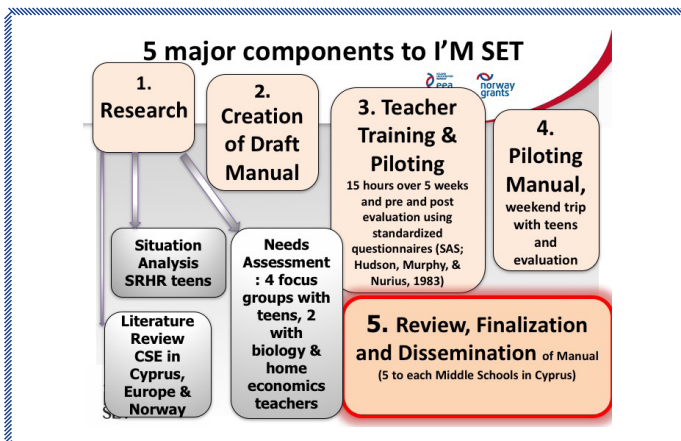 5 major components to I'M SET
eea
norway
grants
1.
Research
2.
Creation
of Draft
Manual
3. Teacher
Training &
Piloting
15 hours over 5 weeks
and pre and post
evaluation using
standardized
questionnaires (SAS;
Hudson, Murphy, &
Nurius, 1983)
4.
Piloting
Manual,
weekend trip
with teens
and
evaluation
Situation
Analysis
SRHR teens
Literature
Review
CSE in
Cyprus,
Europe &
Norway
Needs
Assessment
: 4 focus
groups with
teens, 2
with
biology &
home
economics
teachers
5. Review, Finalization
and Dissemination of Manual
(5 to each Middle Schools in Cyprus)